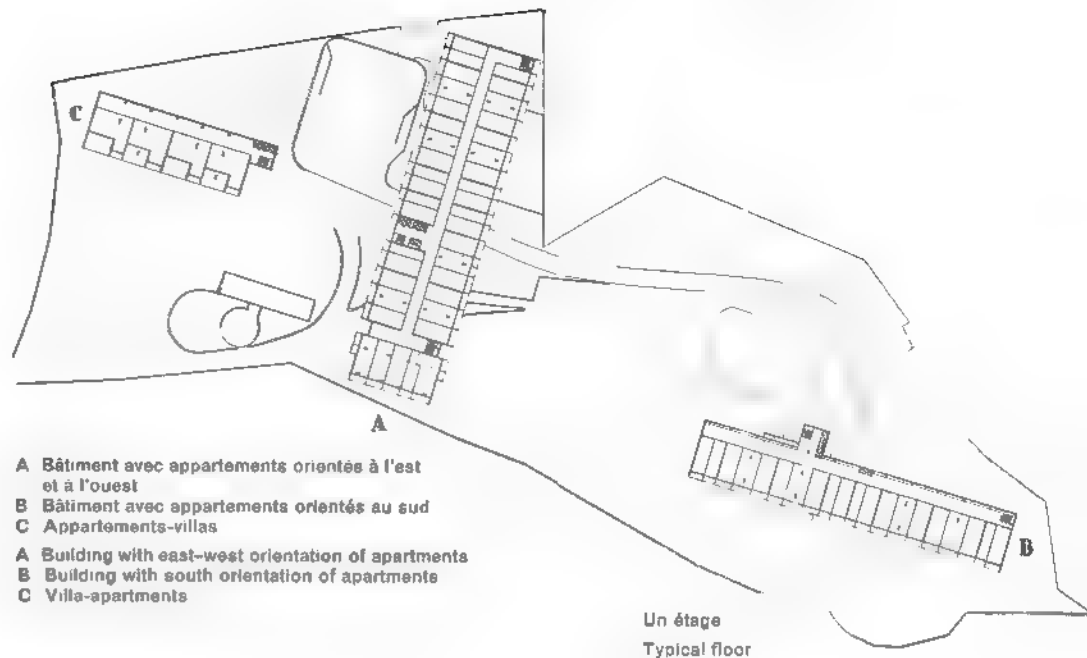 C
A
B
A Bâtiment avec appartements orientés à l'est
et à l'ouest
B Bâtiment avec appartements orientés au sud
C Appartements-villas
A Building with east-west orientation of apartments
B Building with south orientation of apartments
C Villa-apartments
Un étage
Typical floor